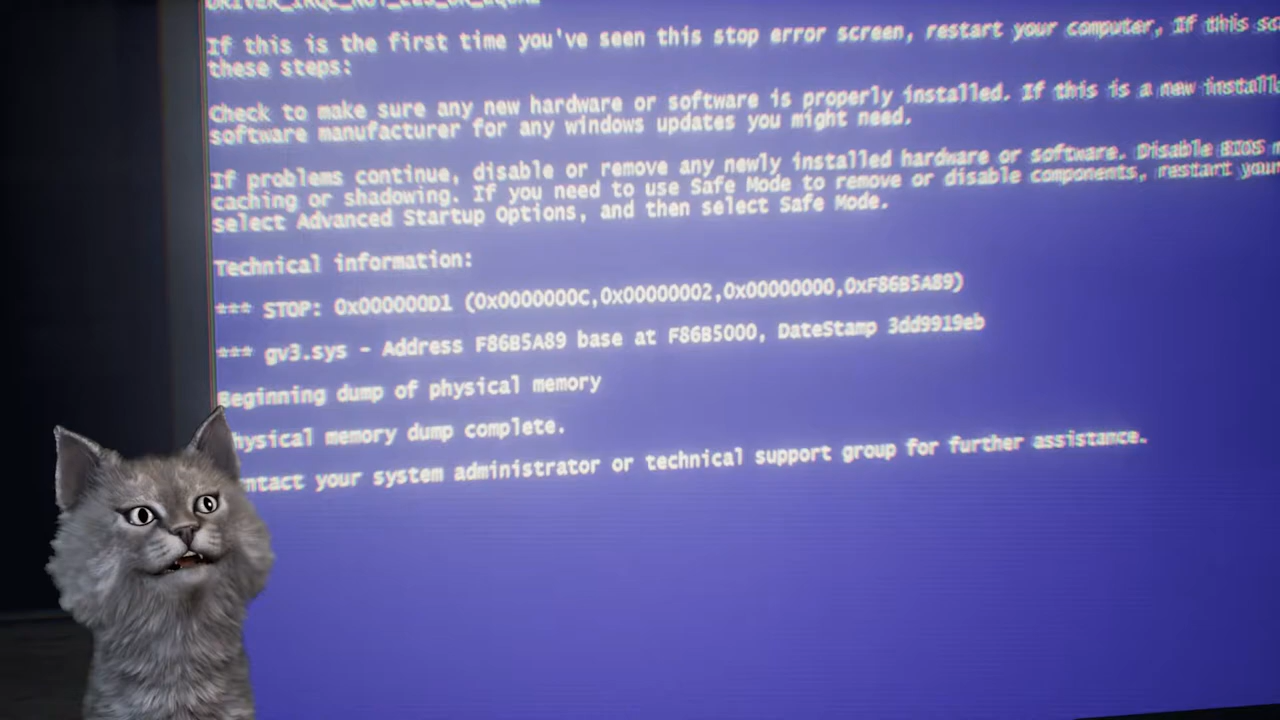 DRIVER_IRQL_NOT_LESS_OR_EQUAL
If this is the first time you've seen this stop error screen, restart your computer, If this
these steps:
Check to make sure any new hardware or software is properly installed. If this is a new
software manufacturer for any windows updates you might need.
If problems continue, disable or remove any newly installed hardware or software. Disable BIOS
caching or shadowing. If you need to use Safe Mode to remove or disable components, restart your
select Advanced Startup Options, and then select Safe Mode.
Technical information:
*** STOP: 0x000000D1 (0x0000000C,0x00000002,0x00000000,0xF86B5A89)
*** gv3.sys - Address F86B5A89 base at F86B5000, DateStamp 3dd9919eb
Beginning dump of physical memory
hysical memory dump complete.
ntact your system administrator or technical support group for further assistance.